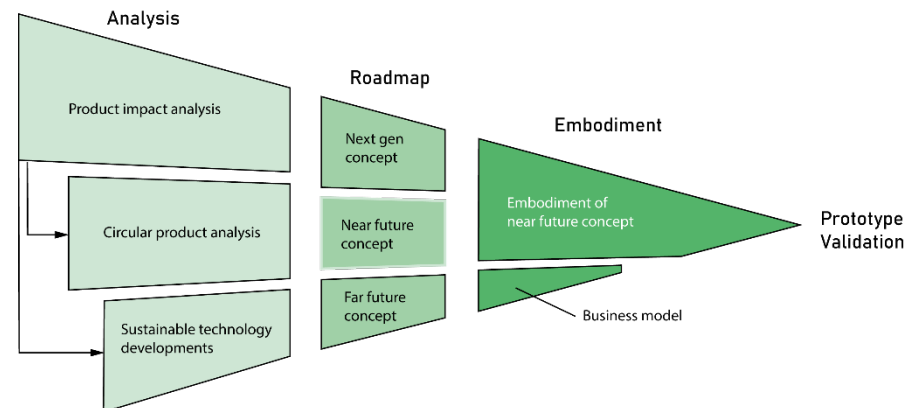 Analysis
Product impact analysis
Circular product analysis
Sustainable technology
developments
Roadmap
Next gen
concept
Near future
concept
Far future
concept
Embodiment
Embodiment of
near future concept
Business model
Prototype
Validation